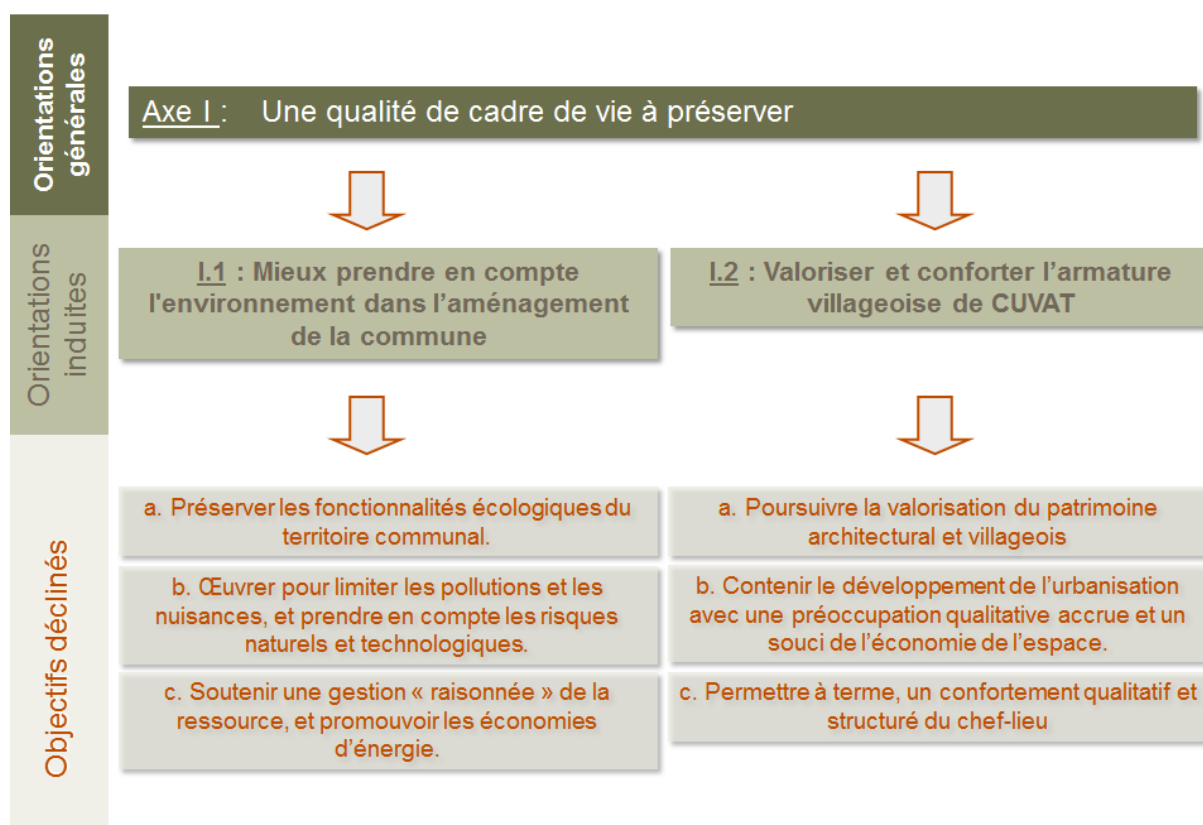 Orientations
générales
Axe I :    Une qualité de cadre de vie à préserver
Orientations
induites
I.1 : Mieux prendre en compte
l'environnement dans l’aménagement
de la commune
I.2 : Valoriser et conforter l’armature
villageoise de CUVAT
Objectifs déclinés
a. Préserver les fonctionnalités écologiques du
territoire communal.
b. Œuvrer pour limiter les pollutions et les
nuisances, et prendre en compte les risques
naturels et technologiques.
c. Soutenir une gestion « raisonnée » de la
ressource, et promouvoir les économies
d’énergie.
a. Poursuivre la valorisation du patrimoine
architectural et villageois
b. Contenir le développement de l’urbanisation
avec une préoccupation qualitative accrue et un
souci de l’économie de l’espace.
c. Permettre à terme, un confortement qualitatif et
structuré du chef-lieu